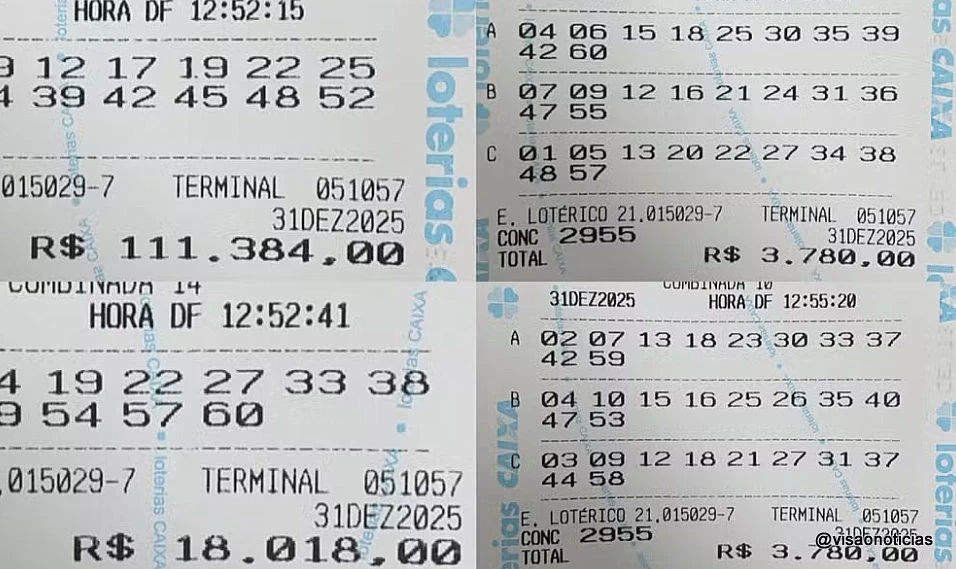 HORA DF 12:52:15
12 17 19 22 25
39 42 45 48 52
015029-7 TERMINAL 051057
31DEZ2025
R$ 111.384,00
loterias
A 04 06 15 18 25 30 35 39
42 60
B 07 09 12 16 21 24 31 36
47 55
C 01 05 13 20 22 27 34 38
48 57
E. LOTÉRICO 21.015029-7 TERMINAL 051057
CONC 2955 31DEZ2025
TOTAL R$ 3.780,00
CAIXA
COMBINADA 14
HORA DF 12:52:41
19 22 27 33 38
54 57 60
015029-7 TERMINAL 051057
31DEZ2025
R$ 18.018,00
loterias CAIXA
COMBINADA 10
31DEZ2025 HORA DF 12:55:20
A 02 07 13 18 23 30 33 37
42 59
B 04 10 15 16 25 26 35 40
47 53
C 03 09 12 18 21 27 31 37
44 58
E. LOTÉRICO 21.015029-7 TERMINAL 051057
CONC 2955 31DEZ2025
TOTAL R$ 3.780,00
@visaonoticias